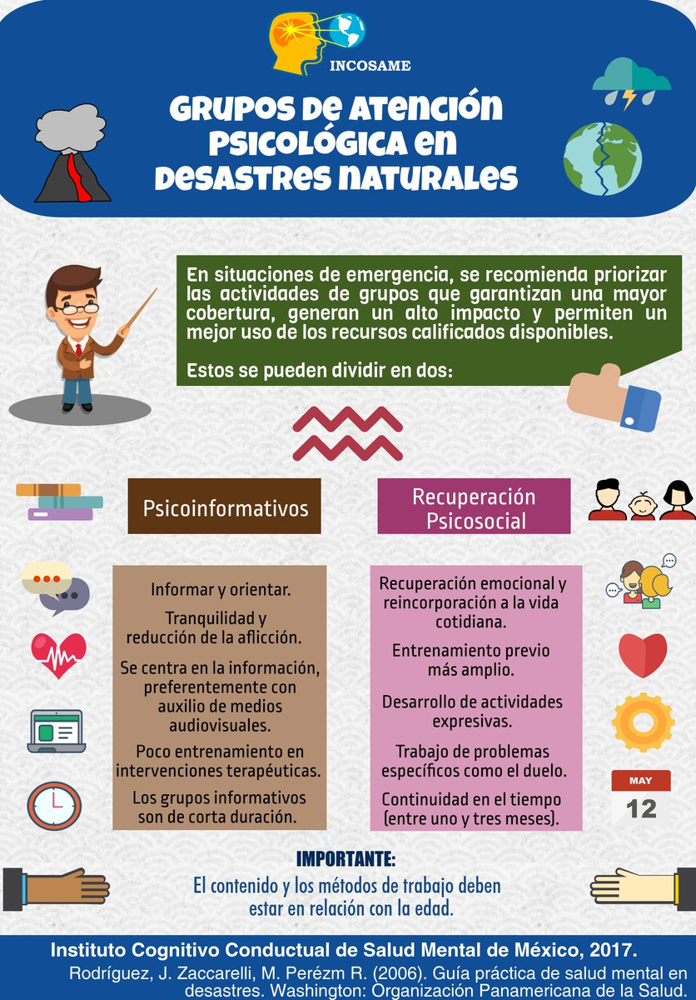 INCOSAME
GRUPOS DE ATENCIÓN
PSICOLÓGICA EN
DESASTRES NATURALES
En situaciones de emergencia, se recomienda priorizar
las actividades de grupos que garantizan una mayor
cobertura, generan un alto impacto y permiten un
mejor uso de los recursos calificados disponibles.
Estos se pueden dividir en dos:
Psicoinformativos
Informar y orientar.
Tranquilidad y
reducción de la aflicción.
Se centra en la información,
preferentemente con
auxilio de medios
audiovisuales.
Poco entrenamiento en
intervenciones terapéuticas.
Los grupos informativos
son de corta duración.
Recuperación
Psicosocial
Recuperación emocional y
reincorporación a la vida
cotidiana.
Entrenamiento previo
más amplio.
Desarrollo de actividades
expresivas.
Trabajo de problemas
específicos como el duelo.
Continuidad en el tiempo
(entre uno y tres meses).
MAY
12
IMPORTANTE:
El contenido y los métodos de trabajo deben
estar en relación con la edad.
Instituto Cognitivo Conductual de Salud Mental de México, 2017.
Rodríguez, J. Zaccarelli, M. Perézm R. (2006). Guía práctica de salud mental en
desastres. Washington: Organización Panamericana de la Salud.